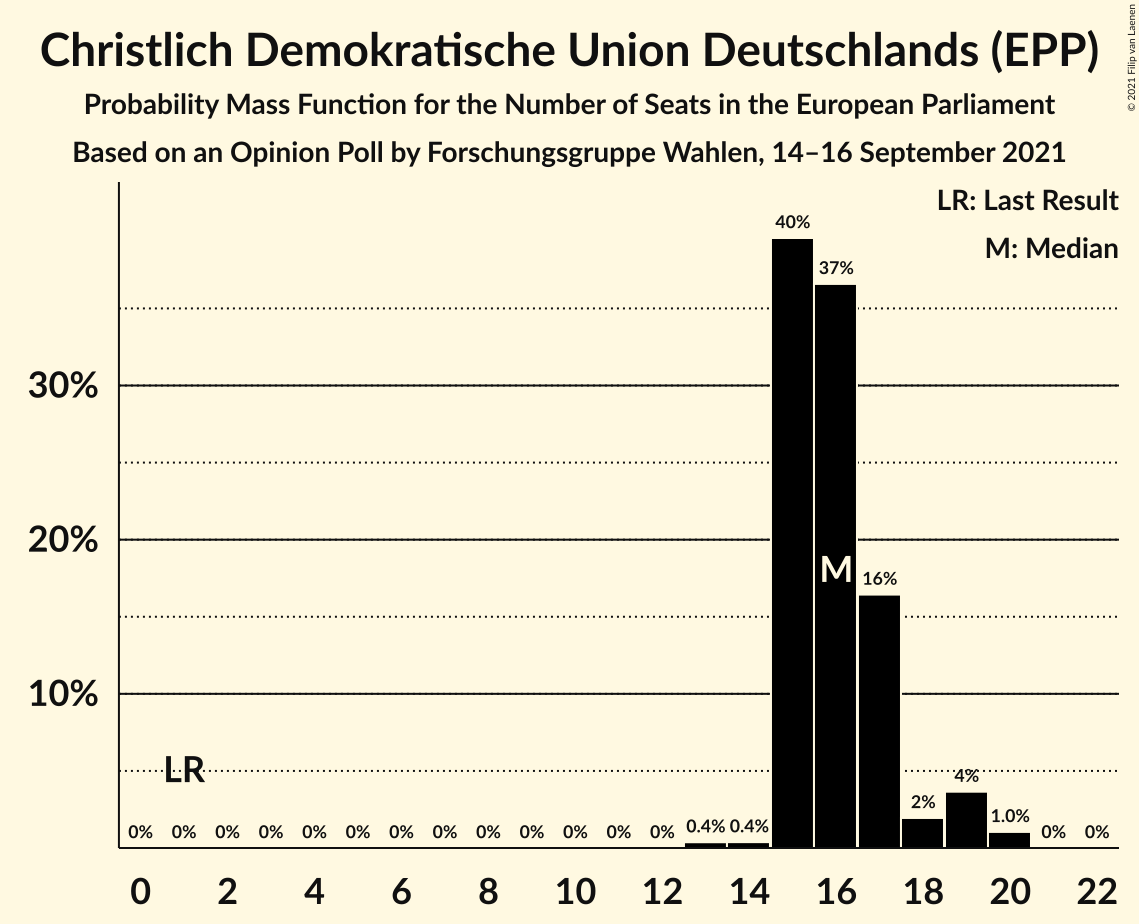 Christlich Demokratische Union Deutschlands (EPP)
Probability Mass Function for the Number of Seats in the European Parliament
Based on an Opinion Poll by Forschungsgruppe Wahlen, 14–16 September 2021
© 2021 Filip van Laenen
LR: Last Result
M: Median
40%
37%
30%
20%
M
16%
10%
LR
4%
2%
1.0%
0% 0% 0% 0% 0% 0% 0% 0% 0% 0% 0% 0% 0% 0.4% 0.4% 0% 0%
0 2 4 6 8 10 12 14 16 18 20 22